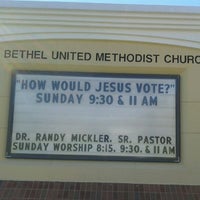 BETHEL UNITED METHODIST CHURC
"HOW WOULD JESUS VOTE?"
SUNDAY 9:30 & 11 AM
DR. RANDY MICKLER, SR. PASTOR
SUNDAY WORSHIP 8:15, 9:30, & 11 AM